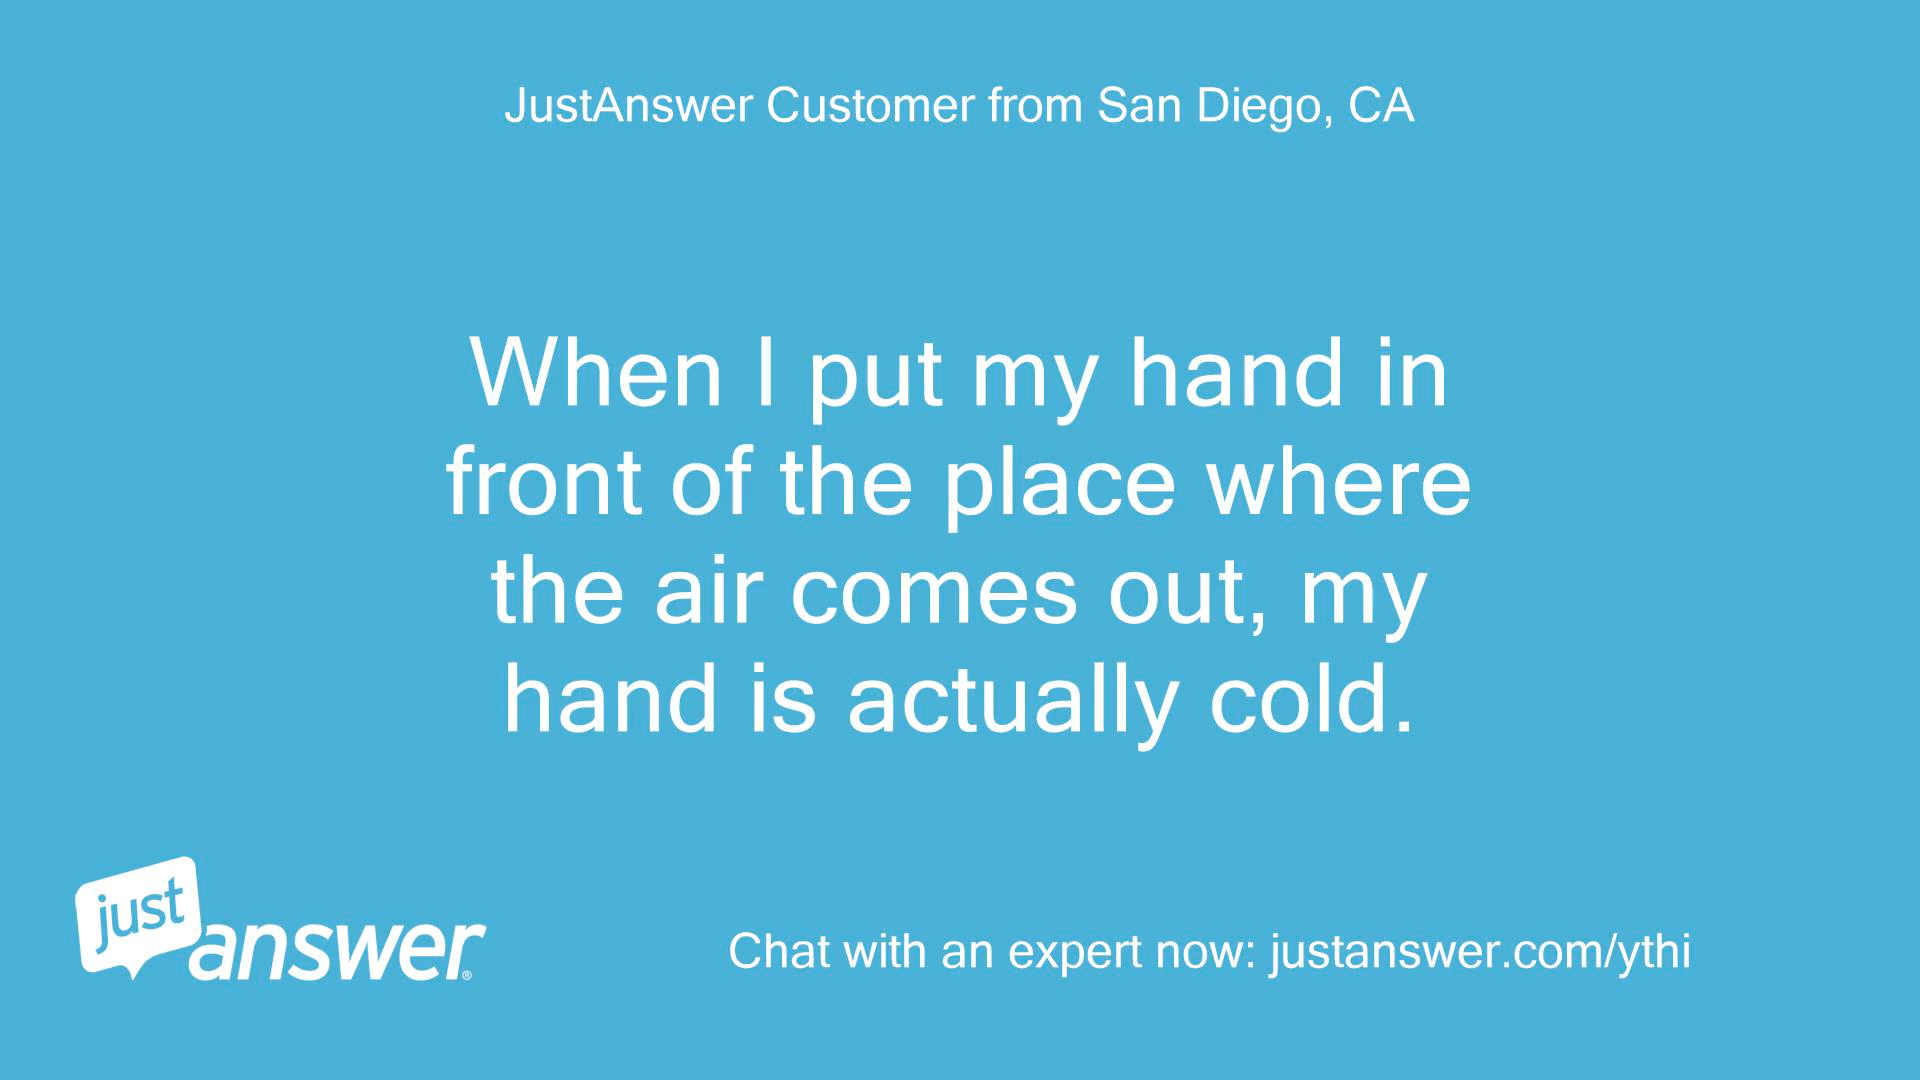 JustAnswer Customer from San Diego, CA
When I put my hand in
front of the place where
the air comes out, my
hand is actually cold.
just
answer®
Chat with an expert now: justanswer.com/ythi